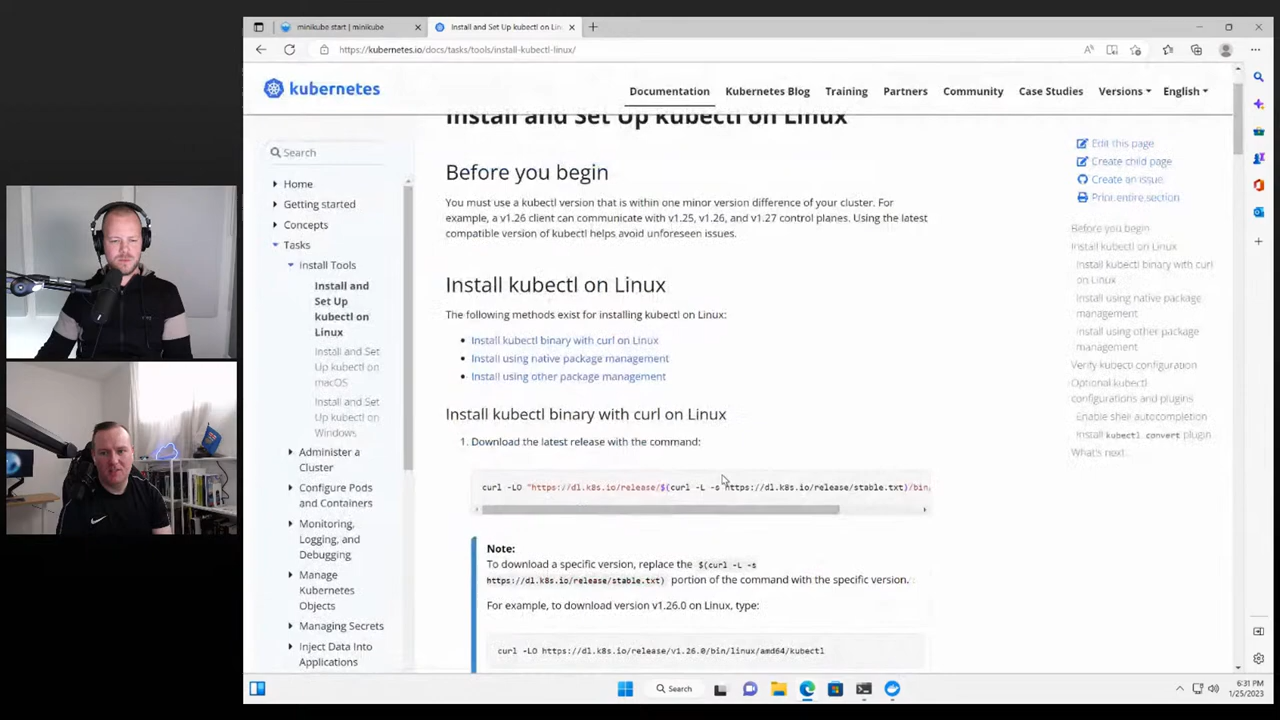 minikube start | minikube
Install and Set Up kubectl on Lin
https://kubernetes.io/docs/tasks/tools/install-kubectl-linux/
kubernetes
Documentation
Kubernetes Blog
Training
Partners
Community
Case Studies
Versions
English
Search
Home
Getting started
Concepts
Tasks
Install Tools
Install and
Set Up
kubectl on
Linux
Install and Set
Up kubectl on
macOS
Install and Set
Up kubectl on
Windows
Administer a
Cluster
Configure Pods
and Containers
Monitoring,
Logging, and
Debugging
Manage
Kubernetes
Objects
Managing Secrets
Inject Data Into
Applications
Install and Set Up kubectl on Linux
Before you begin
You must use a kubectl version that is within one minor version difference of your cluster. For
example, a v1.26 client can communicate with v1.25, v1.26, and v1.27 control planes. Using the latest
compatible version of kubectl helps avoid unforeseen issues.
Install kubectl on Linux
The following methods exist for installing kubectl on Linux:
Install kubectl binary with curl on Linux
Install using native package management
Install using other package management
Install kubectl binary with curl on Linux
1. Download the latest release with the command:
curl -LO "https://dl.k8s.io/release/$(curl -L -s https://dl.k8s.io/release/stable.txt)/bin,
Note:
To download a specific version, replace the $(curl -L -s
https://dl.k8s.io/release/stable.txt) portion of the command with the specific version.
For example, to download version v1.26.0 on Linux, type:
curl -LO https://dl.k8s.io/release/v1.26.0/bin/linux/amd64/kubectl
Edit this page
Create child page
Create an issue
Print entire section
Before you begin
Install kubectl on Linux
Install kubectl binary with curl
on Linux
Install using native package
management
Install using other package
management
Verify kubectl configuration
Optional kubectl
configurations and plugins
Enable shell autocompletion
Install kubectl convert plugin
What's next
Search
6:31 PM
1/25/2023